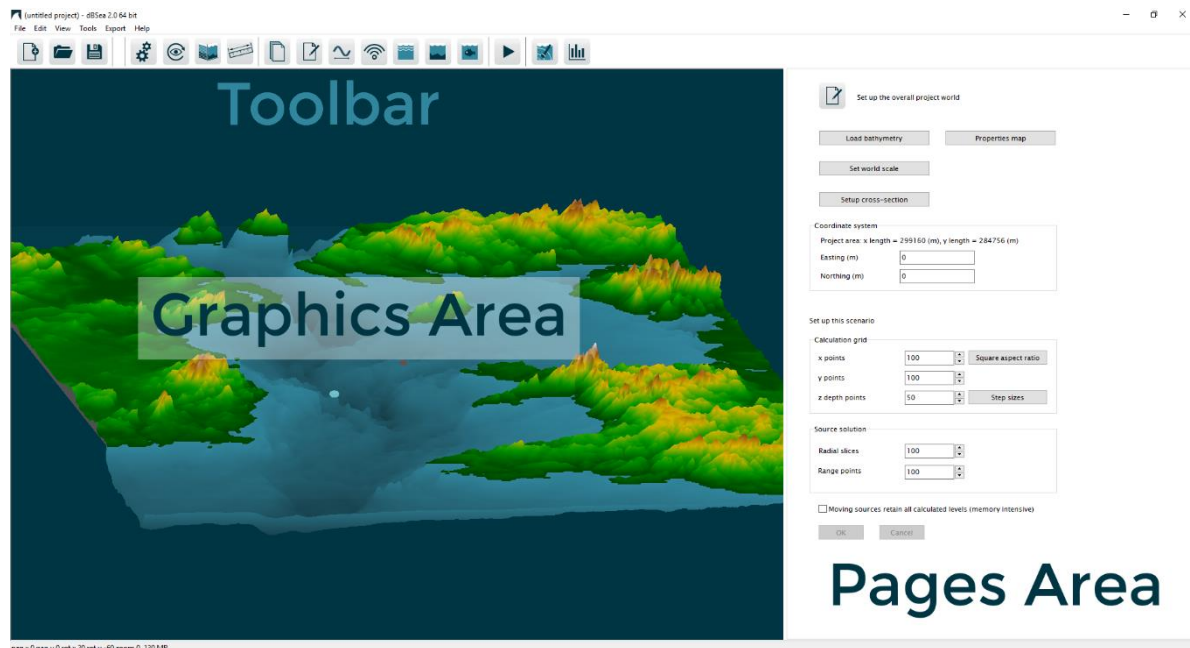 (untitled project) - dBSea 2.0 64 bit
File Edit View Tools Export Help
Toolbar
Graphics Area
Set up the overall project world
Load bathymetry Properties map
Set world scale
Setup cross-section
Coordinate system
Project area: x length = 299160 (m), y length = 284756 (m)
Easting (m) 0
Northing (m) 0
Set up this scenario
Calculation grid
x points 100 Square aspect ratio
y points 100
z depth points 50 Step sizes
Source solution
Radial slices 100
Range points 100
Moving sources retain all calculated levels (memory intensive)
OK Cancel
Pages Area